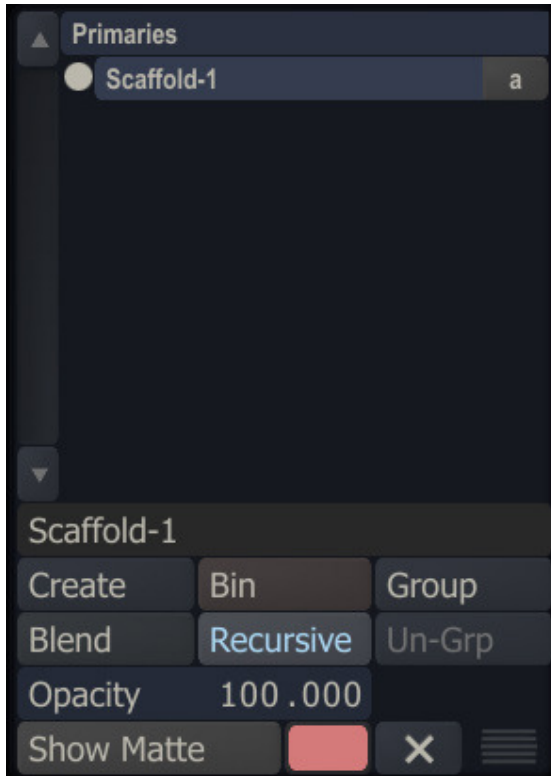 Primaries
Scaffold-1 a
Scaffold-1
Create Bin Group
Blend Recursive Un-Grp
Opacity 100.000
Show Matte